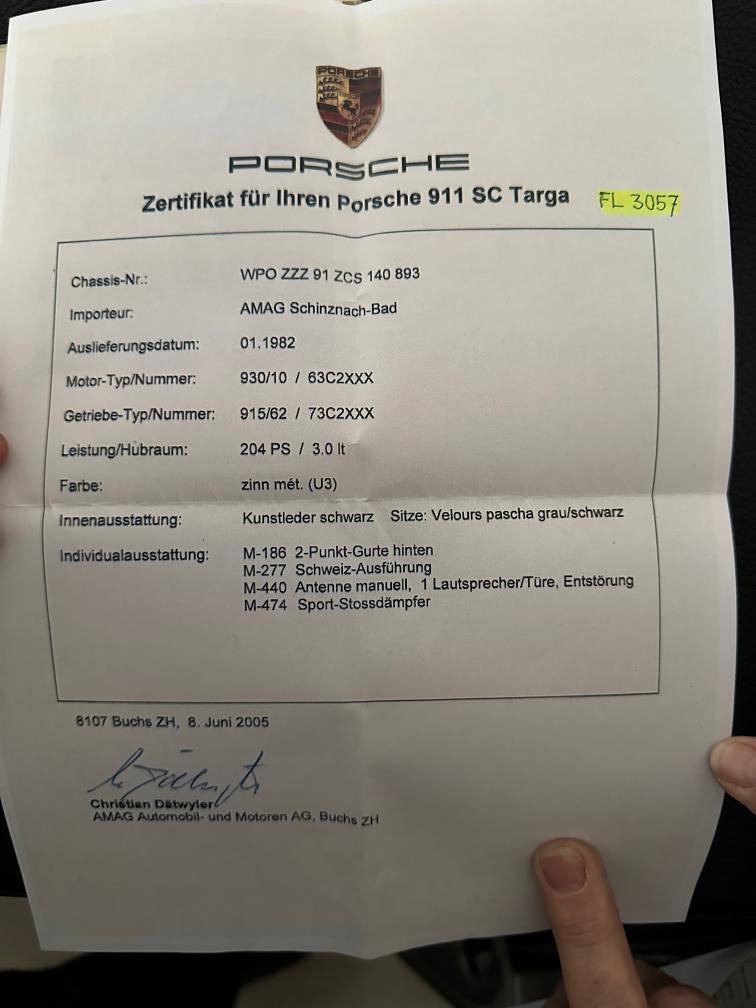 PORSCHE
PORSCHE
Zertifikat für Ihren Porsche 911 SC Targa FL 3057
Chassis-Nr.: WPO ZZZ 91 ZCS 140 893
Importeur: AMAG Schinznach-Bad
Auslieferungsdatum: 01.1982
Motor-Typ/Nummer: 930/10 / 63C2XXX
Getriebe-Typ/Nummer: 915/62 / 73C2XXX
Leistung/Hubraum: 204 PS / 3.0 lt
Farbe: zinn mét. (U3)
Innenausstattung: Kunstleder schwarz Sitze: Velours pascha grau/schwarz
Individualausstattung: M-186 2-Punkt-Gurte hinten
M-277 Schweiz-Ausführung
M-440 Antenne manuell, 1 Lautsprecher/Türe, Entstörung
M-474 Sport-Stossdämpfer
8107 Buchs ZH, 8. Juni 2005
Christian Dätwyler
AMAG Automobil- und Motoren AG, Buchs ZH